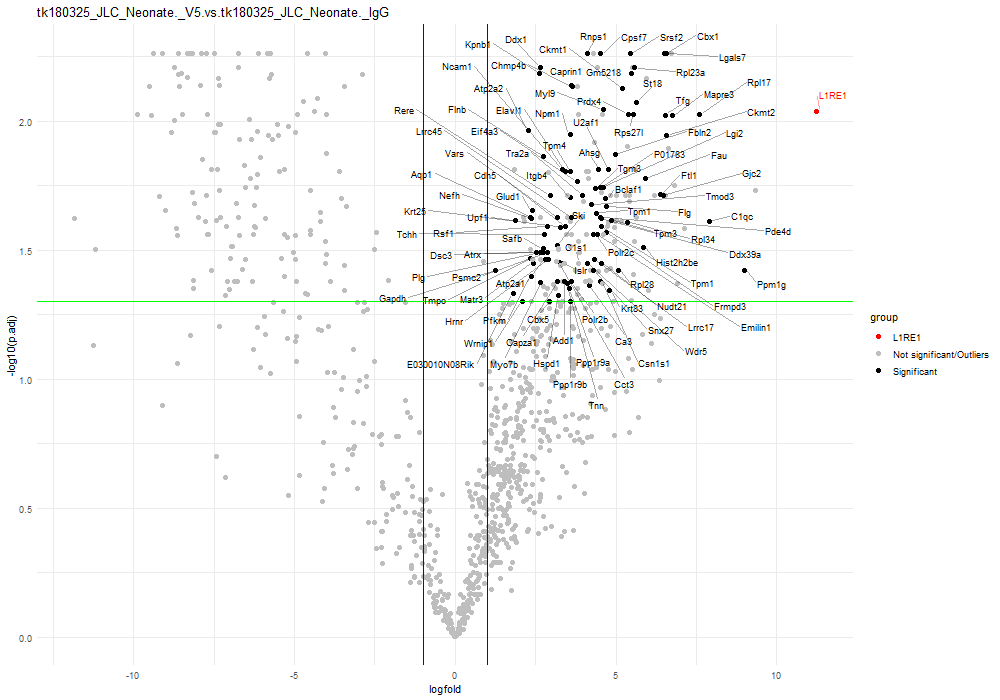 tk180325_JLC_Neonate._V5.vs.tk180325_JLC_Neonate._IgG
Rnps1 Cpsf7 Srsf2 Cbx1
Ddx1
Kpnb1 Ckmt1 Lgals7
Ncam1 Chmp4b Caprin1 Gm5218 Rpl23a
Atp2a2 Myl9 St18 Rpl17
Prdx4 Tfg Mapre3 L1RE1
Rere Flnb Elavl1 Npm1 Ckmt2
Lrrc45 Eif4a3 U2af1 Rps27l Fbln2 Lgi2
Vars Tra2a Tpm4 Ahsg P01783 Fau
Aqp1 Cdh5 Itgb4 Tgm3 Ftl1 Gjc2
Nefh Glud1 Bclaf1 Tmod3
Krt25 Upf1 Ski Tpm1 Flg C1qc
Tchh Rsf1 Safb Tpm3 Rpl34 Pde4d
Dsc3 Atrx C1s1 Polr2c Hist2h2be Ddx39a
Plg Psmc2 Atp2a1 Islr Rpl28 Tpm1 Ppm1g
Gapdh Tmpo Matr3 Krt83 Nudt21 Frmpd3
Hrnr Pfkm Cbx5 Polr2b Snx27 Lrrc17 Emilin1
Wrnip1 Capza1 Add1 Ca3 Wdr5
E030010N08Rik Myo7b Hspd1 Ppp1r9a Csn1s1
Ppp1r9b Cct3
Tnn
2.0
1.5
1.0
0.5
0.0
-log10(p.adj)
-10 -5 0 5 10
logfold
group
L1RE1
Not significant/Outliers
Significant